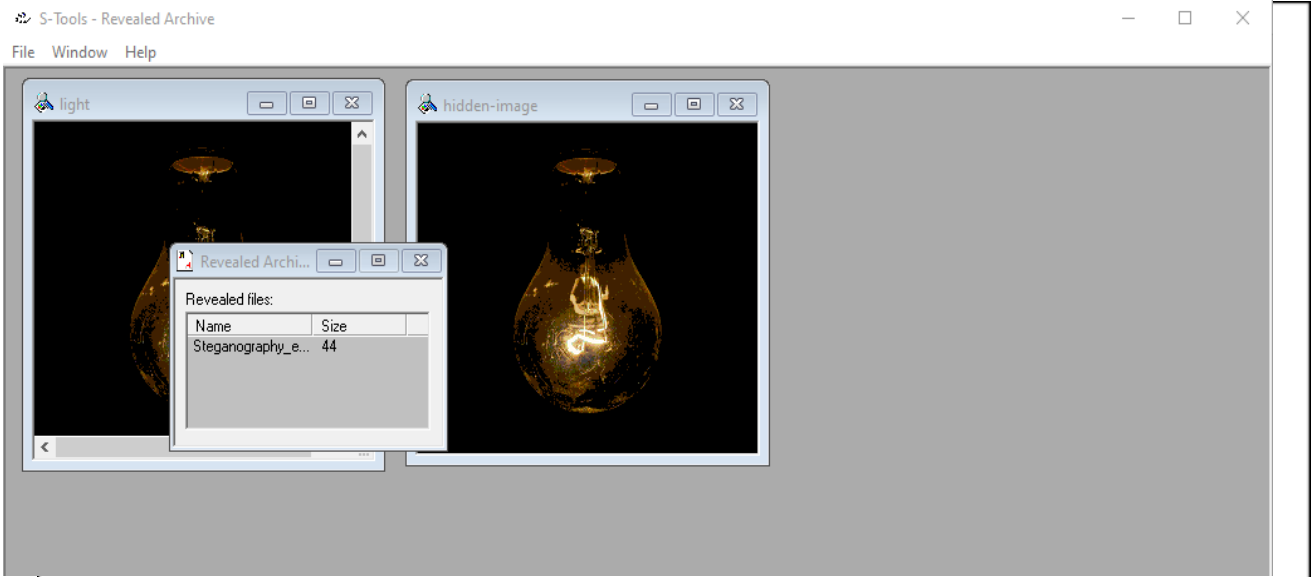 S-Tools - Revealed Archive
File Window Help
light
hidden-image
Revealed Archi...
Revealed files:
Name Size
Steganography_e... 44